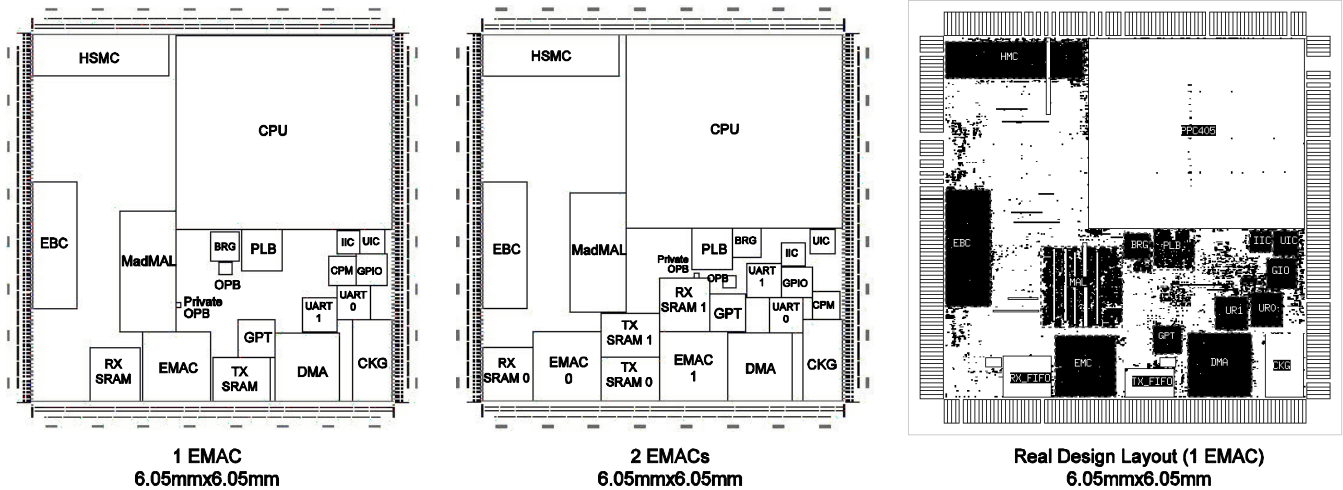 HSMC
CPU
EBC
MadMAL
BRG
PLB
IIC
UIC
OPB
CPM
GPIO
Private
OPB
UART
1
UART
0
GPT
RX
SRAM
EMAC
TX
SRAM
DMA
CKG
1 EMAC
6.05mmx6.05mm
HSMC
CPU
EBC
MadMAL
PLB
BRG
UIC
IIC
Private
OPB
OPB
UART
1
GPIO
RX
SRAM 1
GPT
UART
0
CPM
TX
SRAM 1
RX
SRAM 0
EMAC
0
TX
SRAM 0
EMAC
1
DMA
CKG
2 EMACs
6.05mmx6.05mm
HMC
PPC405
EBC
BRG
PLB
IIC
UIC
GIO
MAL
UR1
UR0
GPT
EMC
DMA
RX_FIFO
TX_FIFO
CKG
Real Design Layout (1 EMAC)
6.05mmx6.05mm